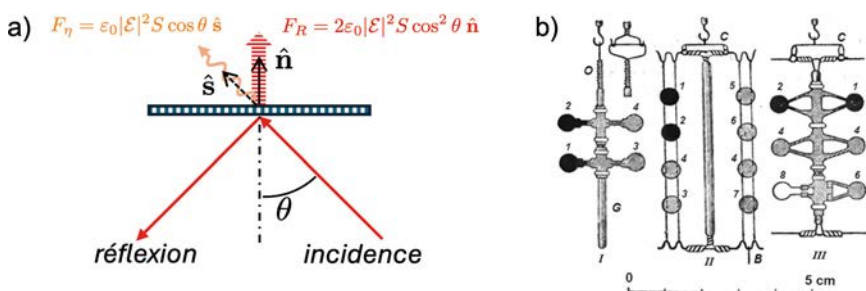 a)
F_η = ε₀|ℰ|²S cos θ ŝ
F_R = 2ε₀|ℰ|²S cos² θ n̂
n̂
ŝ
θ
réflexion
incidence
b)
C
C
O
1
5
2
1
2
4
2
6
4
4
1
3
4
4
8
6
G
3
7
I
II
B
III
0
5 cm